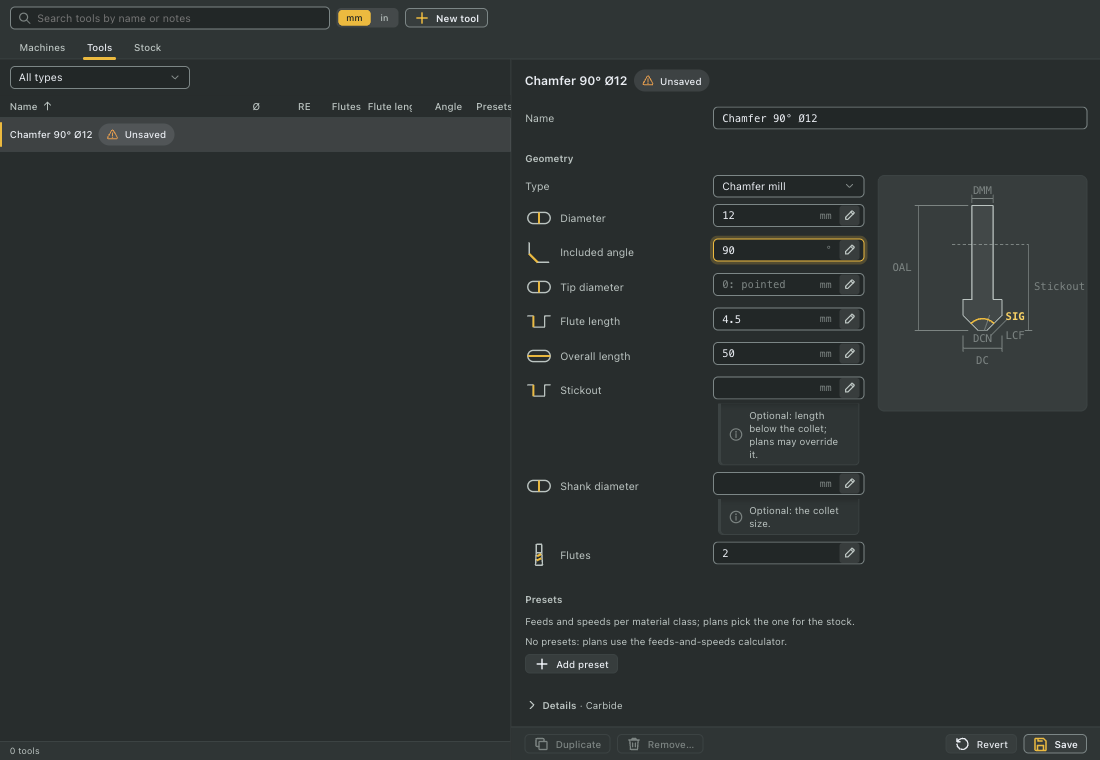 Search tools by name or notes
mm in
New tool
Machines Tools Stock
All types
Name Ø RE Flutes Flute leng Angle Presets
Chamfer 90° Ø12 Unsaved
0 tools
Chamfer 90° Ø12 Unsaved
Name Chamfer 90° Ø12
Geometry
Type Chamfer mill
Diameter 12 mm
Included angle 90 °
Tip diameter 0: pointed mm
Flute length 4.5 mm
Overall length 50 mm
Stickout mm
Optional: length
below the collet;
plans may override
it.
Shank diameter mm
Optional: the collet
size.
Flutes 2
DMM
OAL
Stickout
SIG
DCN LCF
DC
Presets
Feeds and speeds per material class; plans pick the one for the stock.
No presets: plans use the feeds-and-speeds calculator.
Add preset
Details · Carbide
Duplicate Remove... Revert Save